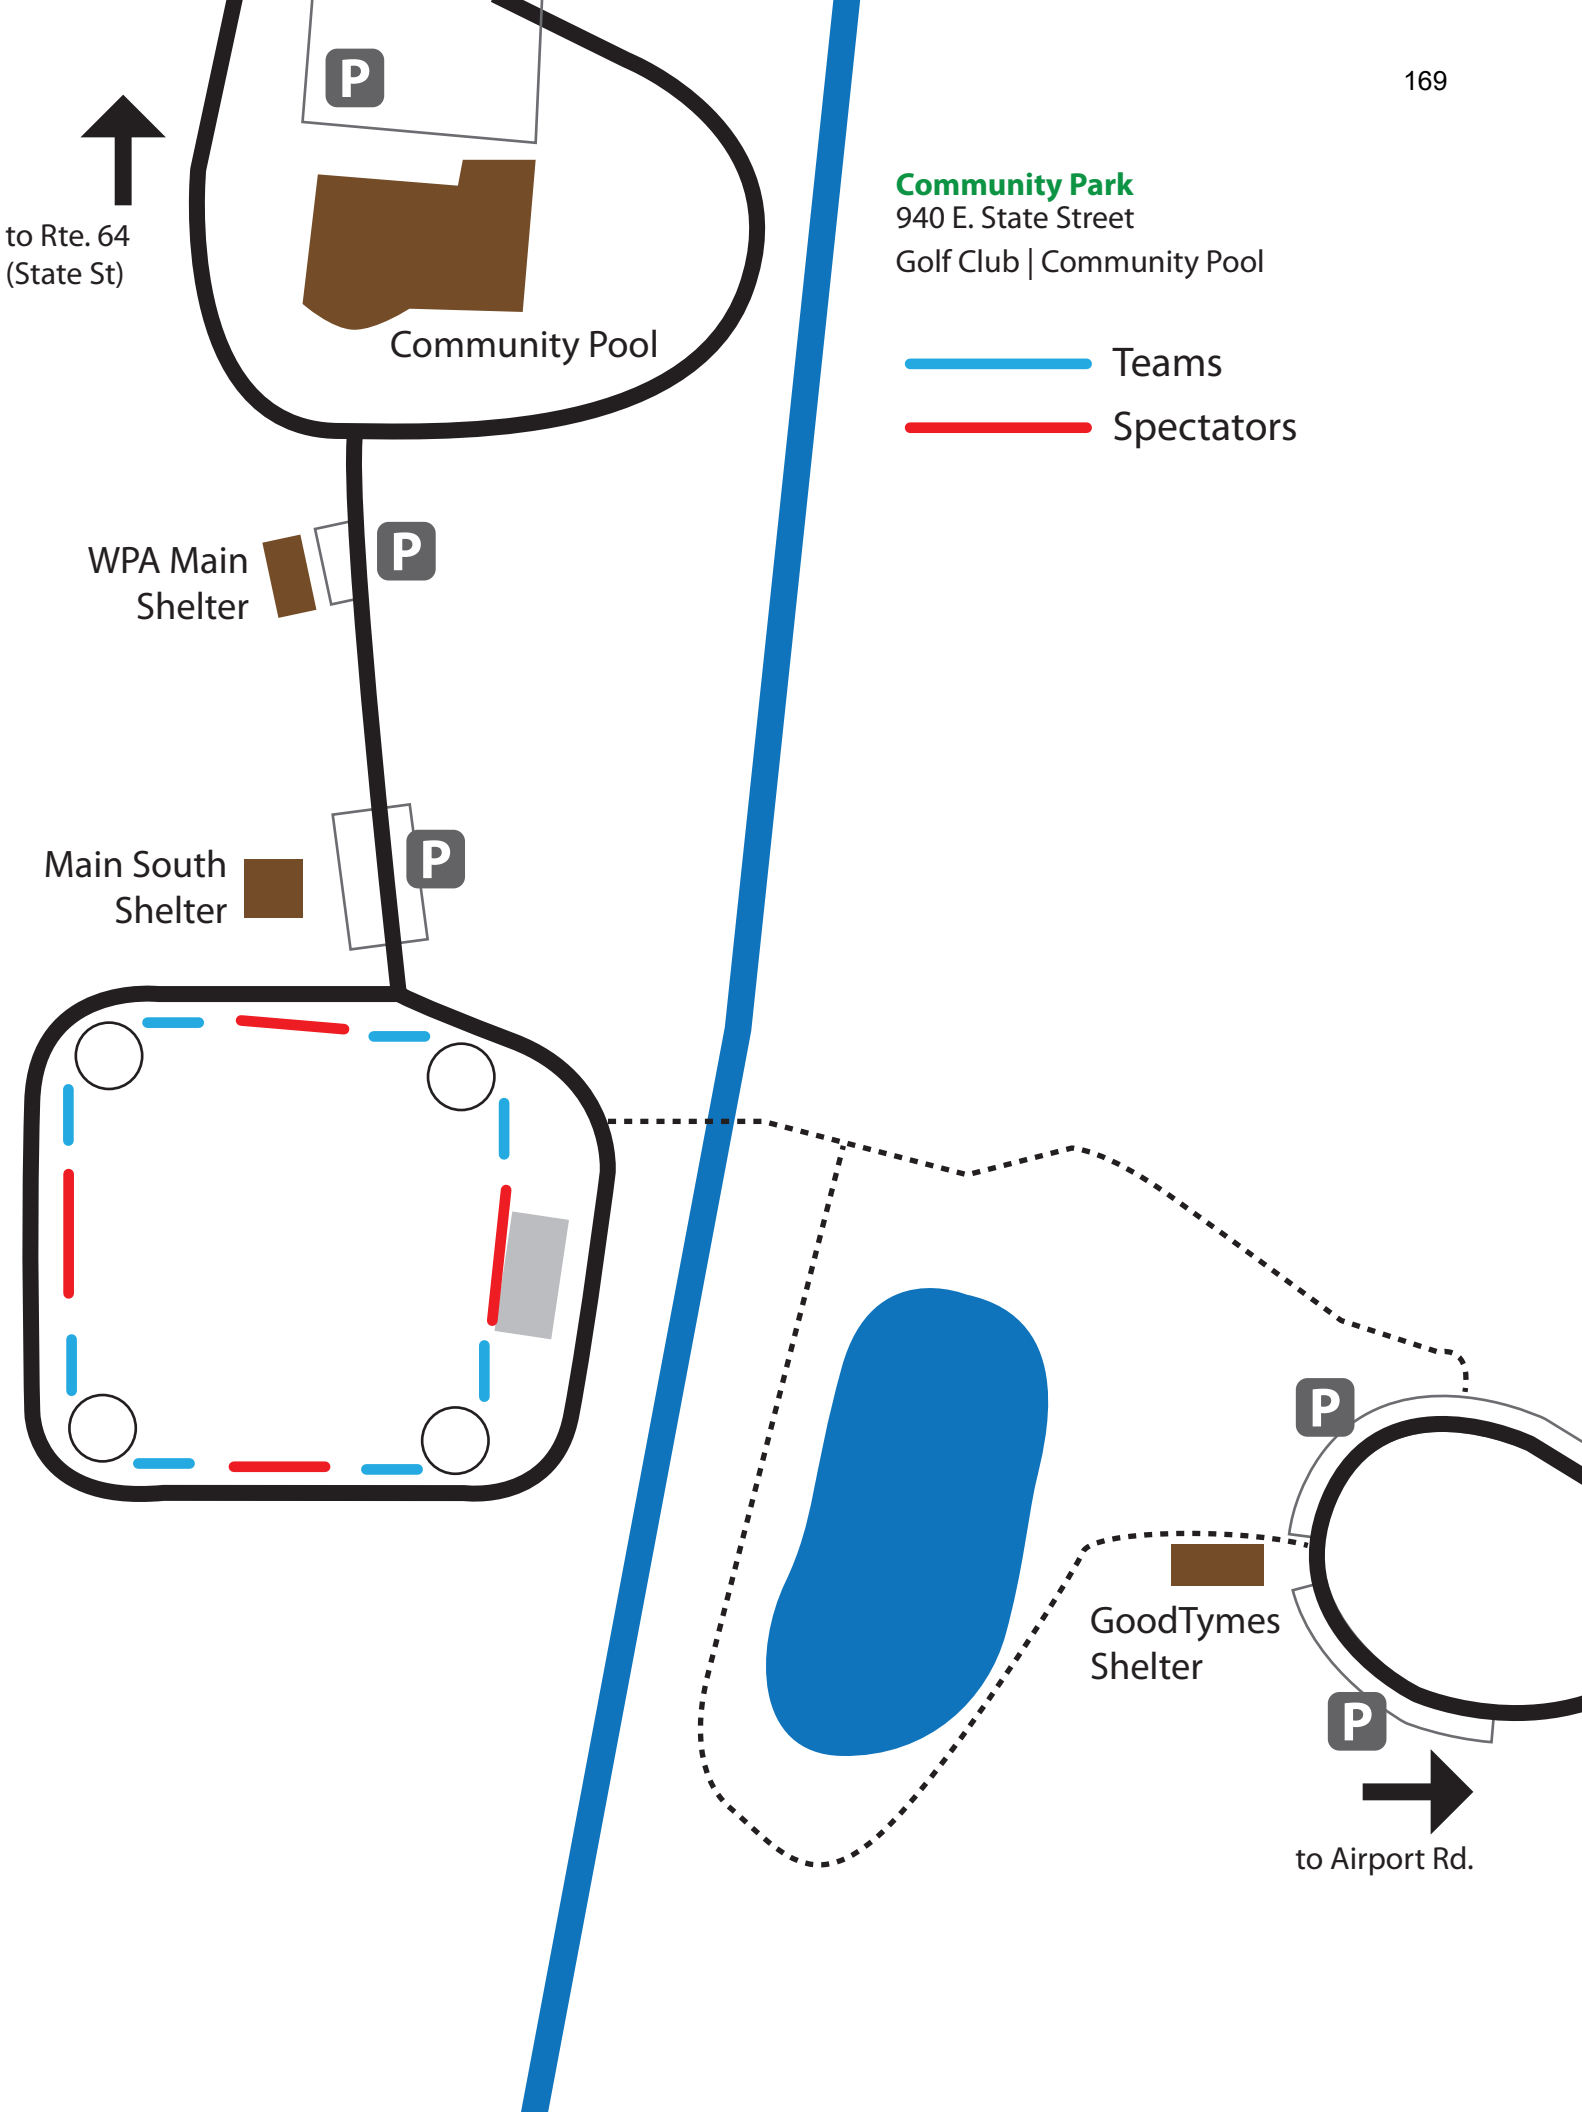 169
P
to Rte. 64
(State St)
Community Park
940 E. State Street
Golf Club | Community Pool
Community Pool
Teams
Spectators
WPA Main
Shelter
P
Main South
Shelter
P
P
GoodTymes
Shelter
P
to Airport Rd.